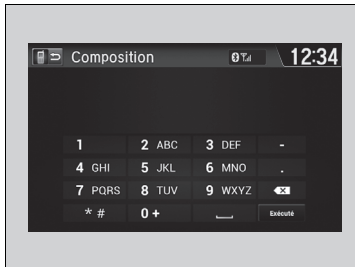 Composition 12:34
1 2 ABC 3 DEF -
4 GHI 5 JKL 6 MNO .
7 PQRS 8 TUV 9 WXYZ
* # 0 + Exécuté